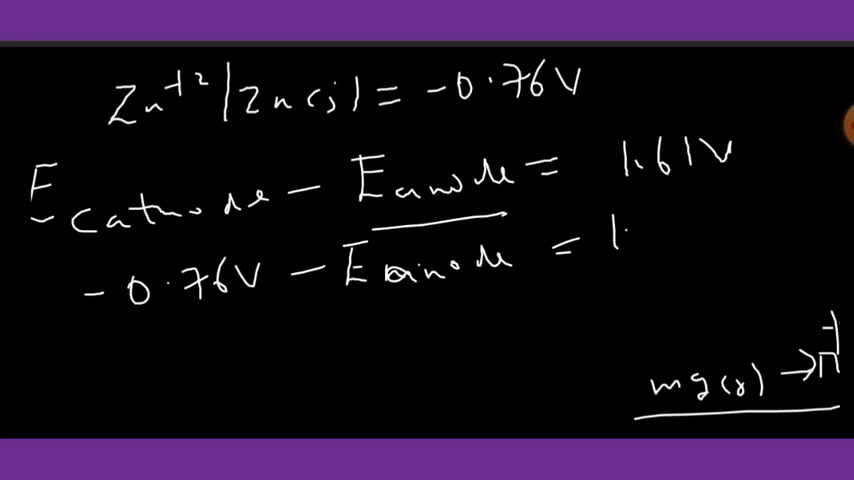 Zn+2|Zn(s) = -0.76V
Ecathode - Eanode = 1.61V
-0.76V - Eanode = 1.
mg(s) →